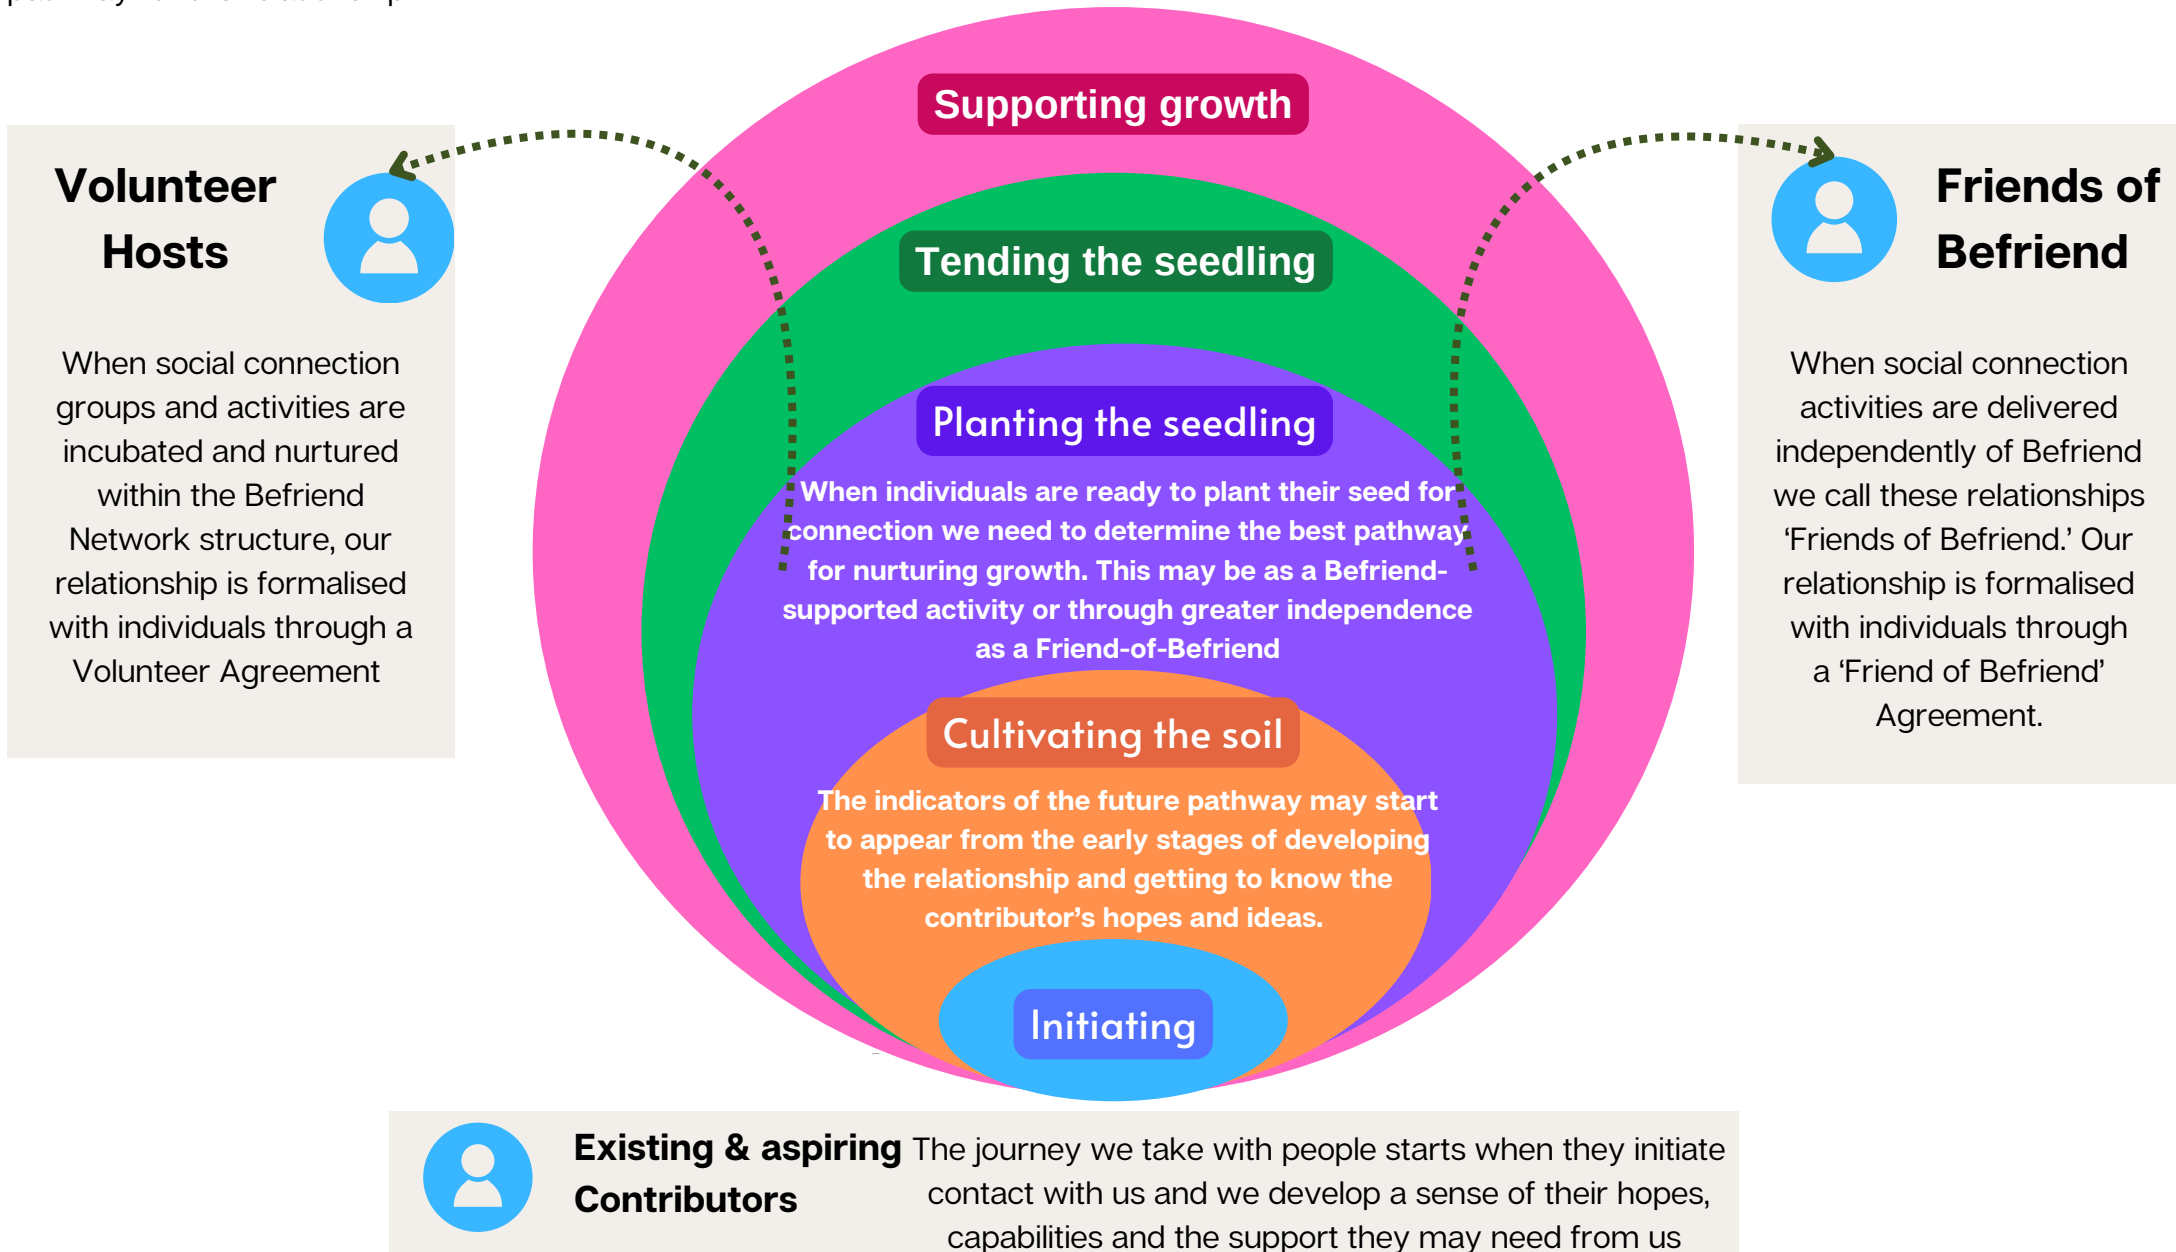 Supporting growth
Tending the seedling
Volunteer
Hosts
When social connection
groups and activities are
incubated and nurtured
within the Befriend
Network structure, our
relationship is formalised
with individuals through a
Volunteer Agreement
Friends of
Befriend
When social connection
activities are delivered
independently of Befriend
we call these relationships
‘Friends of Befriend.’ Our
relationship is formalised
with individuals through
a ‘Friend of Befriend’
Agreement.
Planting the seedling
When individuals are ready to plant their seed for
connection we need to determine the best pathway
for nurturing growth. This may be as a Befriend-
supported activity or through greater independence
as a Friend-of-Befriend
Cultivating the soil
The indicators of the future pathway may start
to appear from the early stages of developing
the relationship and getting to know the
contributor’s hopes and ideas.
Initiating
Existing & aspiring
Contributors
The journey we take with people starts when they initiate
contact with us and we develop a sense of their hopes,
capabilities and the support they may need from us